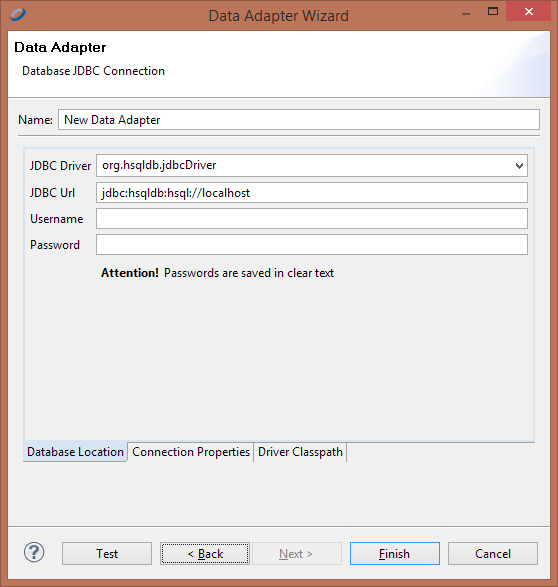 Data Adapter Wizard
Data Adapter
Database JDBC Connection
Name: New Data Adapter
JDBC Driver org.hsqldb.jdbcDriver
JDBC Url jdbc:hsqldb:hsql://localhost
Username
Password
Attention! Passwords are saved in clear text
Database Location Connection Properties Driver Classpath
? Test < Back Next > Finish Cancel